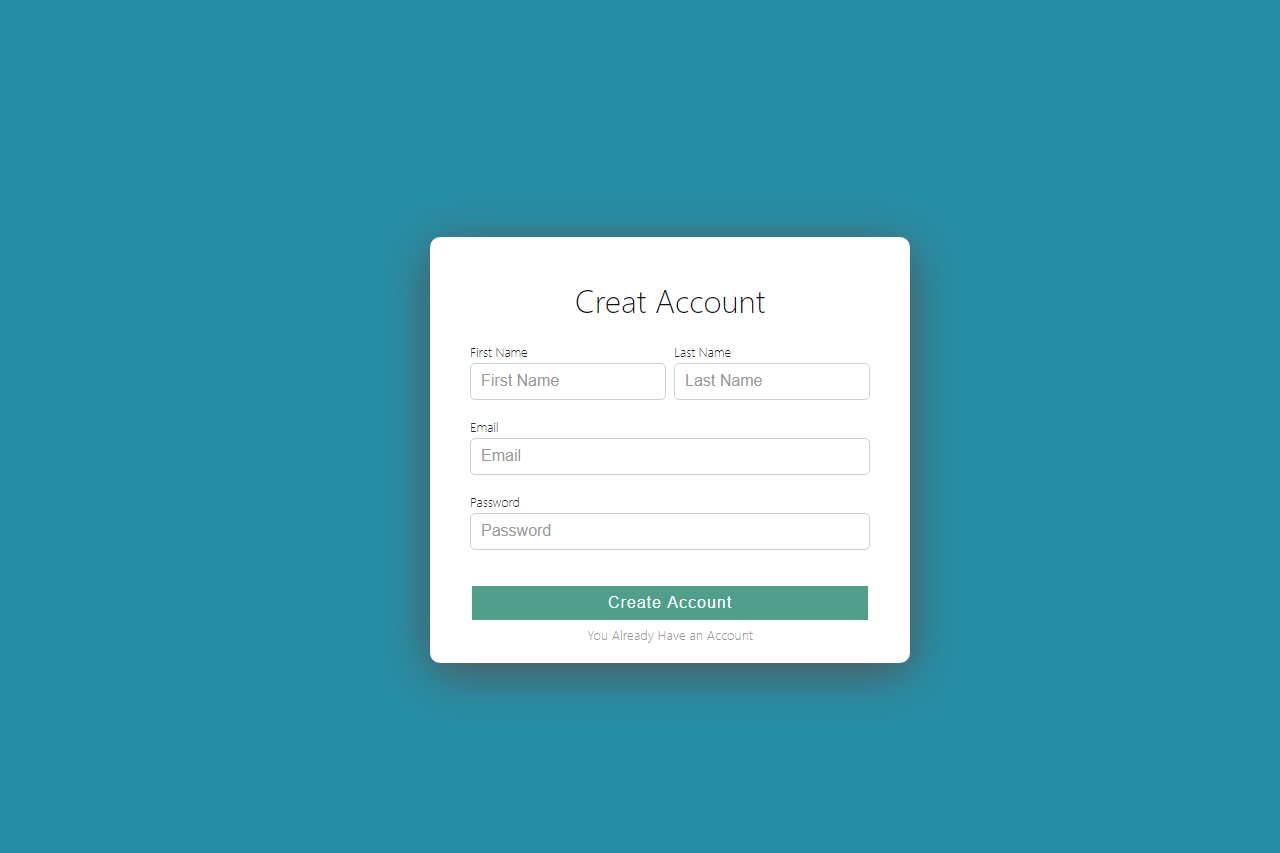 Creat Account
First Name Last Name
First Name Last Name
Email
Email
Password
Password
Create Account
You Already Have an Account